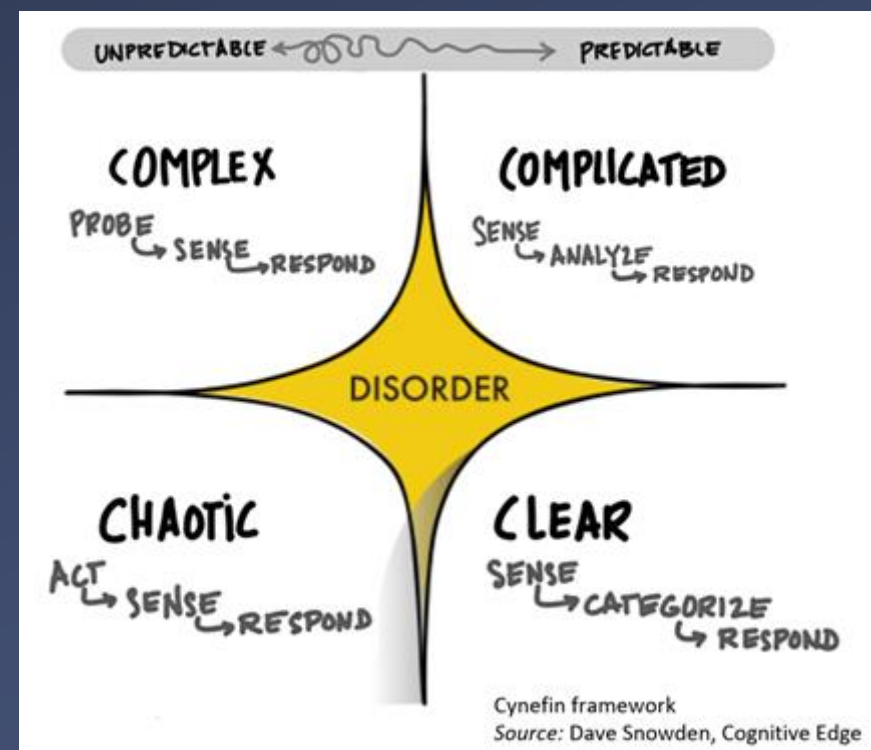 UNPREDICTABLE PREDICTABLE
COMPLEX
PROBE
SENSE
RESPOND
COMPLICATED
SENSE
ANALYZE
RESPOND
DISORDER
CHAOTiC
ACT
SENSE
RESPOND
CLEAR
SENSE
CATEGORIZE
RESPOND
Cynefin framework
Source: Dave Snowden, Cognitive Edge